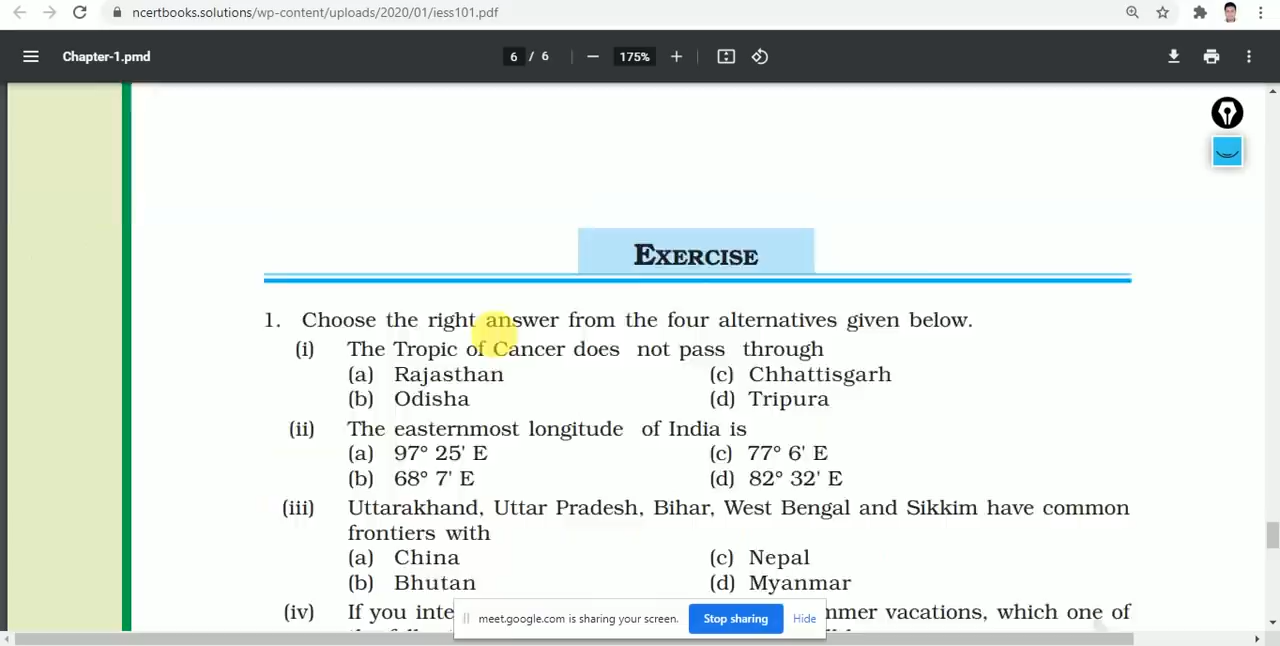 ncertbooks.solutions/wp-content/uploads/2020/01/iess101.pdf
Chapter-1.pmd
6 / 6
175%
EXERCISE
1. Choose the right answer from the four alternatives given below.
(i) The Tropic of Cancer does not pass through
(a) Rajasthan (c) Chhattisgarh
(b) Odisha (d) Tripura
(ii) The easternmost longitude of India is
(a) 97° 25' E (c) 77° 6' E
(b) 68° 7' E (d) 82° 32' E
(iii) Uttarakhand, Uttar Pradesh, Bihar, West Bengal and Sikkim have common
frontiers with
(a) China (c) Nepal
(b) Bhutan (d) Myanmar
(iv) If you vacations, which one of
meet.google.com is sharing your screen. Stop sharing Hide